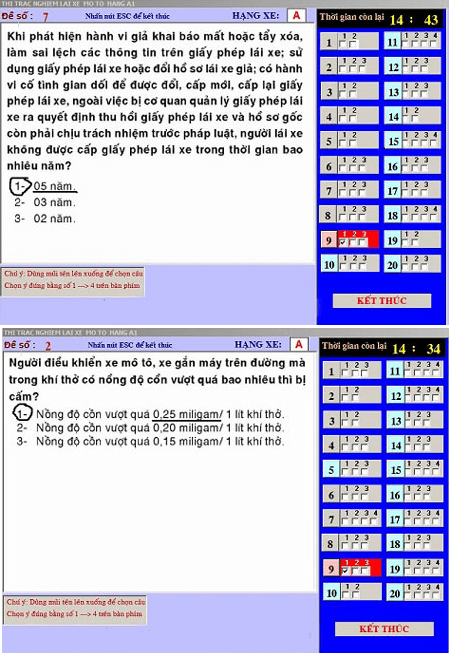 THI TRAC NGHIEM LAI XE MO TO HANG A1
Đề số : 7 Nhấn nút ESC để kết thúc HẠNG XE: A
Thời gian còn lại 14 : 43
Khi phát hiện hành vi giả khai báo mất hoặc tẩy xóa,
làm sai lệch các thông tin trên giấy phép lái xe; sử
dụng giấy phép lái xe hoặc đổi hồ sơ lái xe giả; có hành
vi cố tình gian dối để được đổi, cấp mới, cấp lại giấy
phép lái xe, ngoài việc bị cơ quan quản lý giấy phép lái
xe ra quyết định thu hồi giấy phép lái xe và hồ sơ gốc
còn phải chịu trách nhiệm trước pháp luật, người lái xe
không được cấp giấy phép lái xe trong thời gian bao
nhiêu năm?
1- 05 năm.
2- 03 năm.
3- 02 năm.
Chú ý: Dùng mũi tên lên xuống để chọn câu
Chọn ý đúng bằng số 1 ---> 4 trên bàn phím
1 1 2 3 11 1 2 3 4
2 1 2 12 1 2
3 1 2 13 1 2
4 1 2 14 1 2
5 1 2 15 1 2 3
6 1 2 3 16 1 2 3
7 1 2 3 17 1 2 3
8 1 2 3 18 1 2 3 4
9 1 2 3 19 1 2
10 1 2 3 4 20 1 2 3 4
KẾT THÚC
THI TRAC NGHIEM LAI XE MO TO HANG A1
Đề số : 2 Nhấn nút ESC để kết thúc HẠNG XE: A
Thời gian còn lại 14 : 34
Người điều khiển xe mô tô, xe gắn máy trên đường mà
trong khí thở có nồng độ cồn vượt quá bao nhiêu thì bị
cấm?
1- Nồng độ cồn vượt quá 0,25 miligam/ 1 lít khí thở.
2- Nồng độ cồn vượt quá 0,20 miligam/ 1 lít khí thở.
3- Nồng độ cồn vượt quá 0,15 miligam/ 1 lít khí thở.
Chú ý: Dùng mũi tên lên xuống để chọn câu
Chọn ý đúng bằng số 1 ---> 4 trên bàn phím
1 1 2 3 11 1 2 3 4
2 1 2 3 12 1 2 3
3 1 2 3 13 1 2 3
4 1 2 14 1 2 3
5 1 2 3 15 1 2 3 4
6 1 2 3 16 1 2 3
7 1 2 3 4 17 1 2 3 4
8 1 2 3 18 1 2 3
9 1 2 3 19 1 2 3 4
10 1 2 20 1 2 3 4
KẾT THÚC